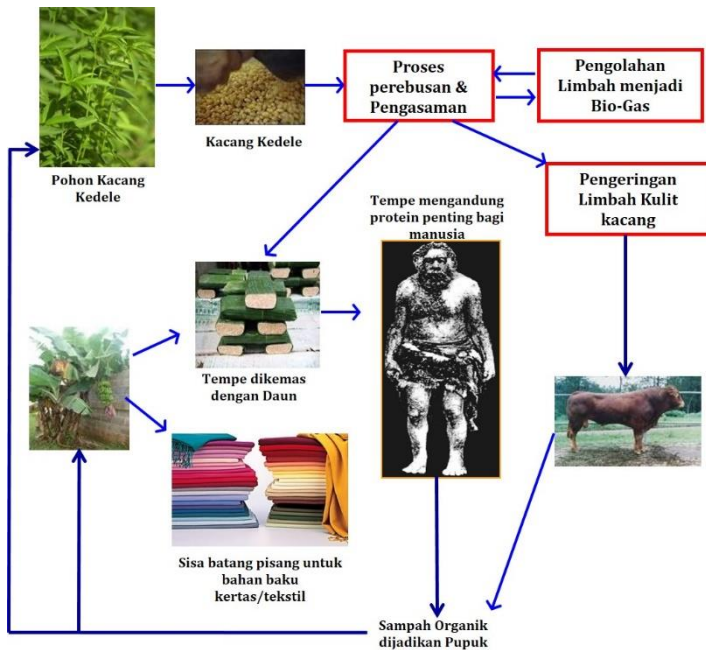 Proses
perebusan &
Pengasaman
Pengolahan
Limbah menjadi
Bio-Gas
Kacang Kedele
Pohon Kacang
Kedele
Pengeringan
Limbah Kulit
kacang
Tempe mengandung
protein penting bagi
manusia
Tempe dikemas
dengan Daun
Sisa batang pisang untuk
bahan baku
kertas/tekstil
Sampah Organik
dijadikan Pupuk